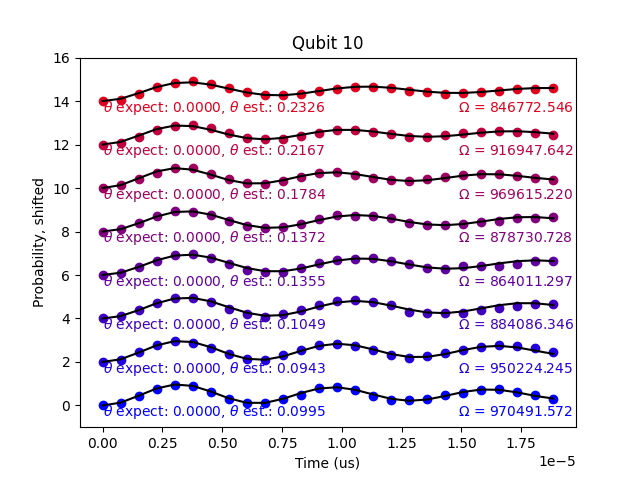 Qubit 10
Probability, shifted
16
14
θ expect: 0.0000, θ est.: 0.2326 Ω = 846772.546
12
θ expect: 0.0000, θ est.: 0.2167 Ω = 916947.642
10
θ expect: 0.0000, θ est.: 0.1784 Ω = 969615.220
8
θ expect: 0.0000, θ est.: 0.1372 Ω = 878730.728
6
θ expect: 0.0000, θ est.: 0.1355 Ω = 864011.297
4
θ expect: 0.0000, θ est.: 0.1049 Ω = 884086.346
2
θ expect: 0.0000, θ est.: 0.0943 Ω = 950224.245
0
θ expect: 0.0000, θ est.: 0.0995 Ω = 970491.572
0.00 0.25 0.50 0.75 1.00 1.25 1.50 1.75
1e−5
Time (us)